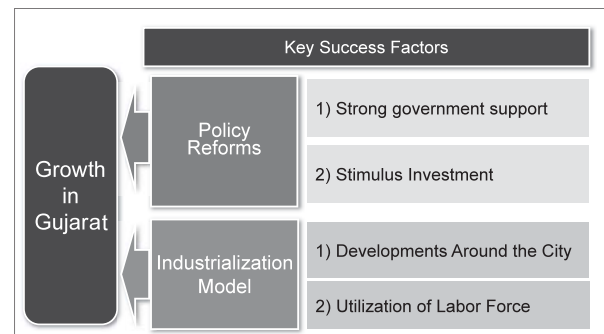 Key Success Factors
Growth
in
Gujarat
Policy
Reforms
1) Strong government support
2) Stimulus Investment
Industrialization
Model
1) Developments Around the City
2) Utilization of Labor Force